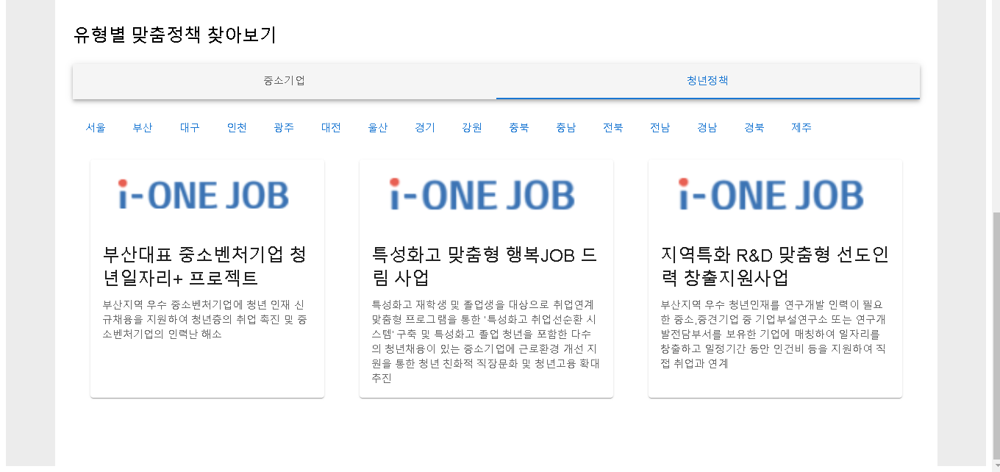 유형별 맞춤정책 찾아보기
중소기업 청년정책
서울 부산 대구 인천 광주 대전 울산 경기 강원 충북 충남 전북 전남 경남 경북 제주
i-ONE JOB
부산대표 중소벤처기업 청
년일자리+ 프로젝트
부산지역 우수 중소벤처기업에 청년 인재 신
규채용을 지원하여 청년층의 취업 촉진 및 중
소벤처기업의 인력난 해소
i-ONE JOB
특성화고 맞춤형 행복JOB 드
림 사업
특성화고 재학생 및 졸업생을 대상으로 취업연계
맞춤형 프로그램을 통한 '특성화고 취업선순환 시
스템' 구축 및 특성화고 졸업 청년을 포함한 다수
의 청년채용이 있는 중소기업에 근로환경 개선 지
원을 통한 청년 친화적 직장문화 및 청년고용 확대
추진
i-ONE JOB
지역특화 R&D 맞춤형 선도인
력 창출지원사업
부산지역 우수 청년인재를 연구개발 인력이 필요
한 중소,중견기업 중 기업부설연구소 또는 연구개
발전담부서를 보유한 기업에 매칭하여 일자리를
창출하고 일정기간 동안 인건비 등을 지원하여 직
접 취업과 연계